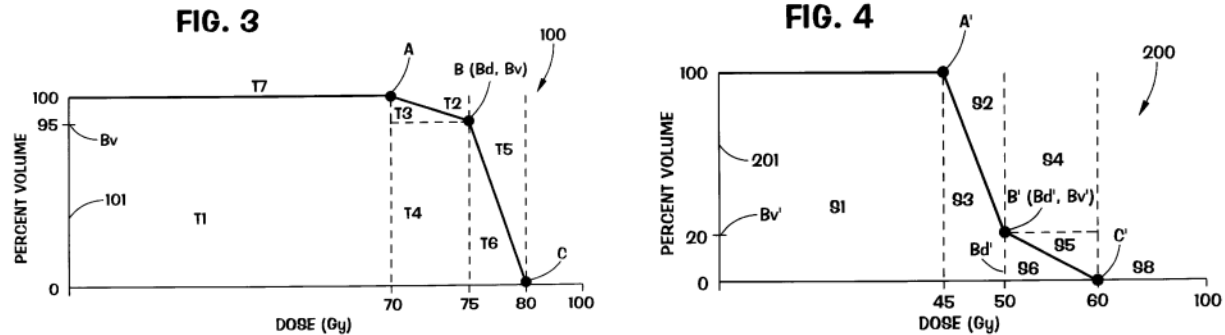 FIG. 3
100
A
B (Bd, Bv)
T7
100
T2
T3
95
Bv
T5
PERCENT VOLUME
101
T1
T4
T6
C
0
70
75
80
100
DOSE (Gy)
FIG. 4
A'
200
100
S2
S4
PERCENT VOLUME
201
B' (Bd', Bv')
S1
S3
Bv'
20
C'
Bd'
S5
S6
S8
0
45
50
60
100
DOSE (Gy)